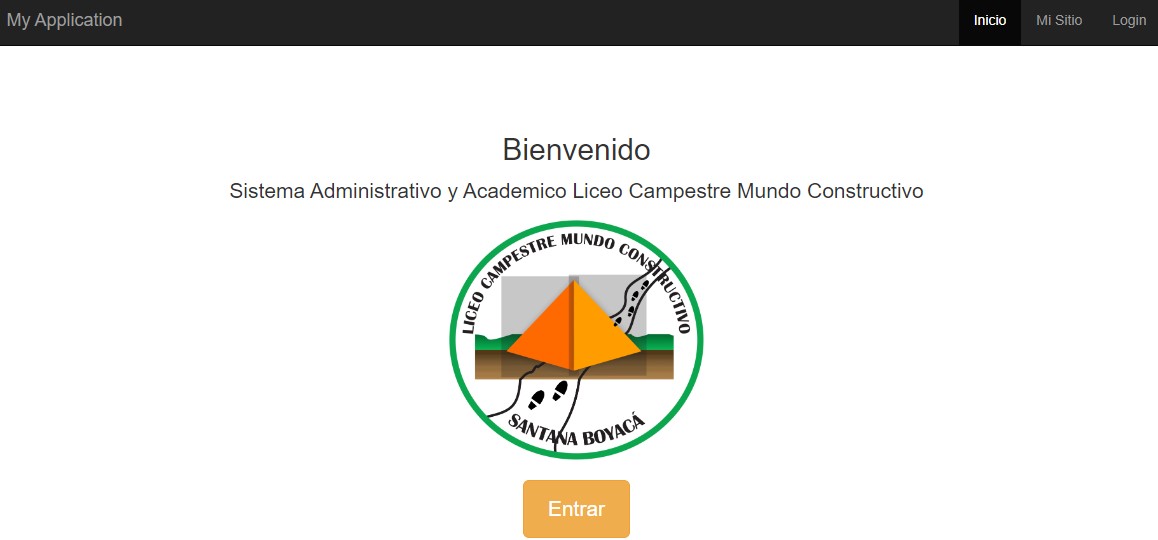 My Application
Inicio
Mi Sitio
Login
Bienvenido
Sistema Administrativo y Academico Liceo Campestre Mundo Constructivo
LICEO CAMPESTRE MUNDO CONSTRUCTIVO
SANTANA BOYACÁ
Entrar